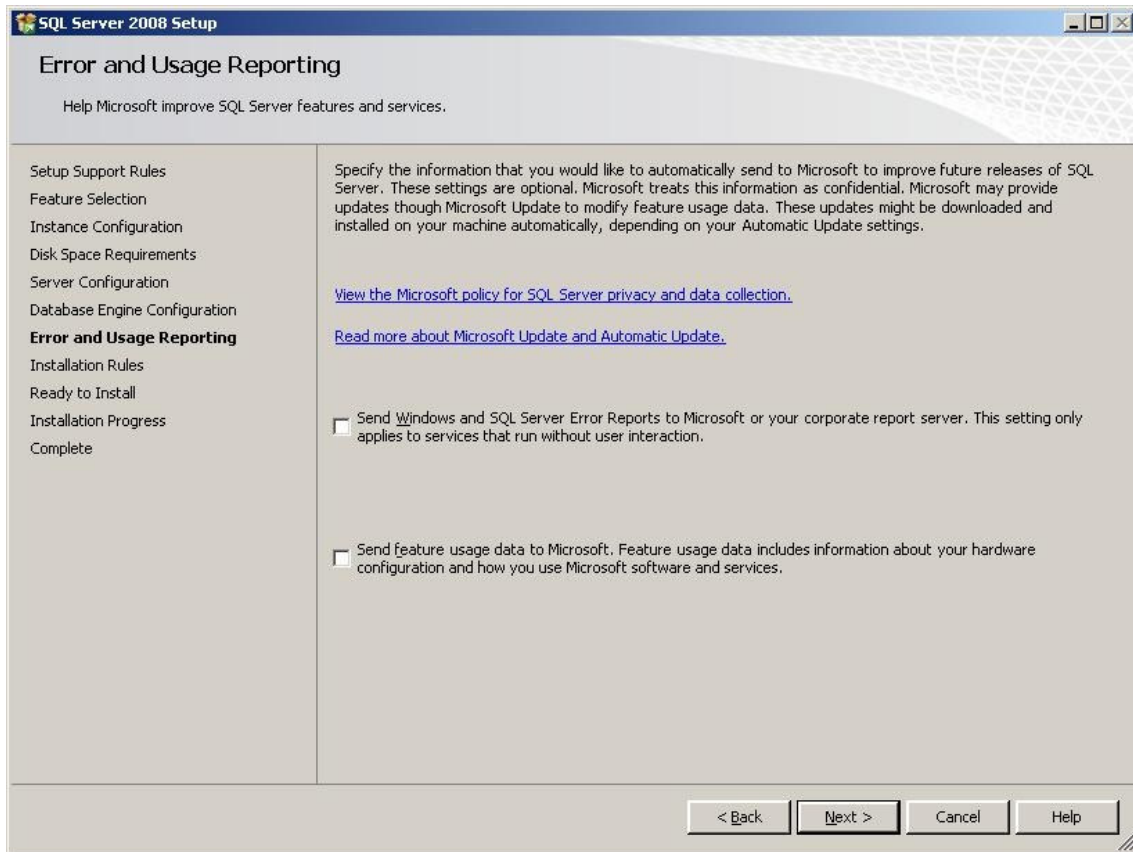 SQL Server 2008 Setup
Error and Usage Reporting
Help Microsoft improve SQL Server features and services.
Setup Support Rules
Feature Selection
Instance Configuration
Disk Space Requirements
Server Configuration
Database Engine Configuration
Error and Usage Reporting
Installation Rules
Ready to Install
Installation Progress
Complete
Specify the information that you would like to automatically send to Microsoft to improve future releases of SQL
Server. These settings are optional. Microsoft treats this information as confidential. Microsoft may provide
updates though Microsoft Update to modify feature usage data. These updates might be downloaded and
installed on your machine automatically, depending on your Automatic Update settings.
View the Microsoft policy for SQL Server privacy and data collection.
Read more about Microsoft Update and Automatic Update.
Send Windows and SQL Server Error Reports to Microsoft or your corporate report server. This setting only
applies to services that run without user interaction.
Send feature usage data to Microsoft. Feature usage data includes information about your hardware
configuration and how you use Microsoft software and services.
< Back
Next >
Cancel
Help